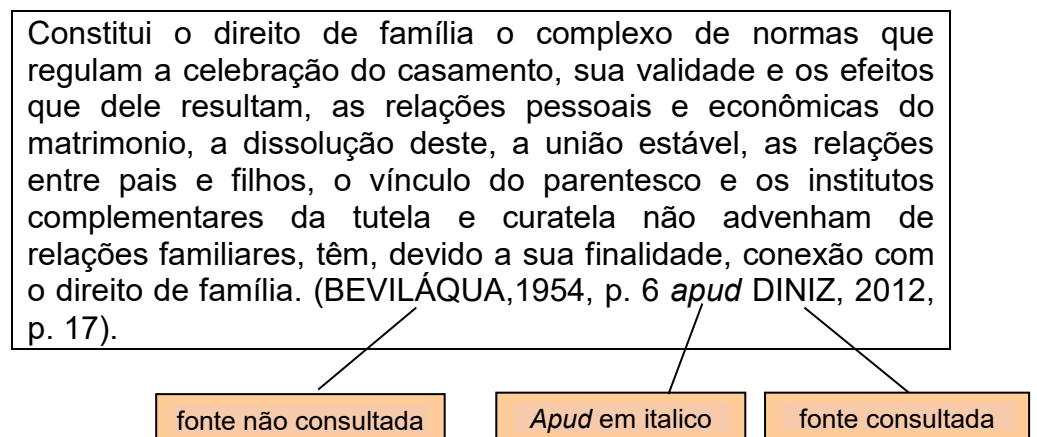 Constitui o direito de família o complexo de normas que
regulam a celebração do casamento, sua validade e os efeitos
que dele resultam, as relações pessoais e econômicas do
matrimonio, a dissolução deste, a união estável, as relações
entre pais e filhos, o vínculo do parentesco e os institutos
complementares da tutela e curatela não advenham de
relações familiares, têm, devido a sua finalidade, conexão com
o direito de família. (BEVILÁQUA,1954, p. 6 apud DINIZ, 2012,
p. 17).
fonte não consultada
Apud em italico
fonte consultada